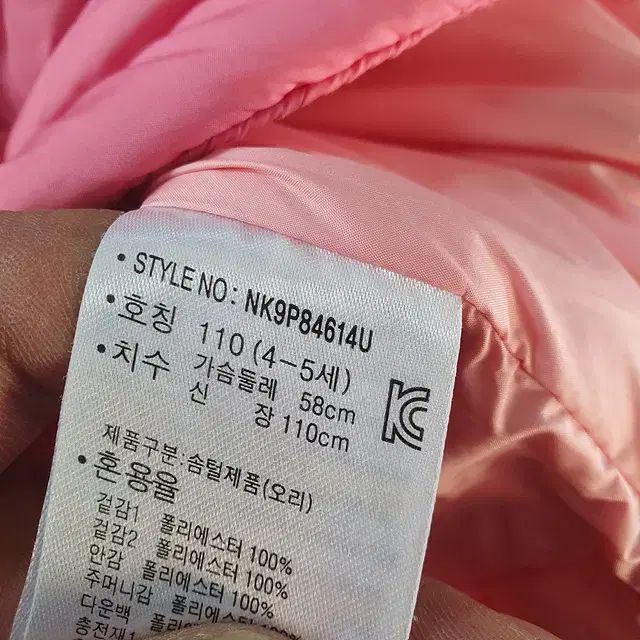 • STYLE NO : NK9P84614U
• 호칭 110 (4-5세)
• 치수 가슴둘레 58cm
신 장 110cm
제품구분:솜털제품(오리)
• 혼용율
겉감1 폴리에스터 100%
겉감2 폴리에스터 100%
안감 폴리에스터 100%
주머니감 폴리에스터 100%
다운백 폴리에스터 100%
충전재1